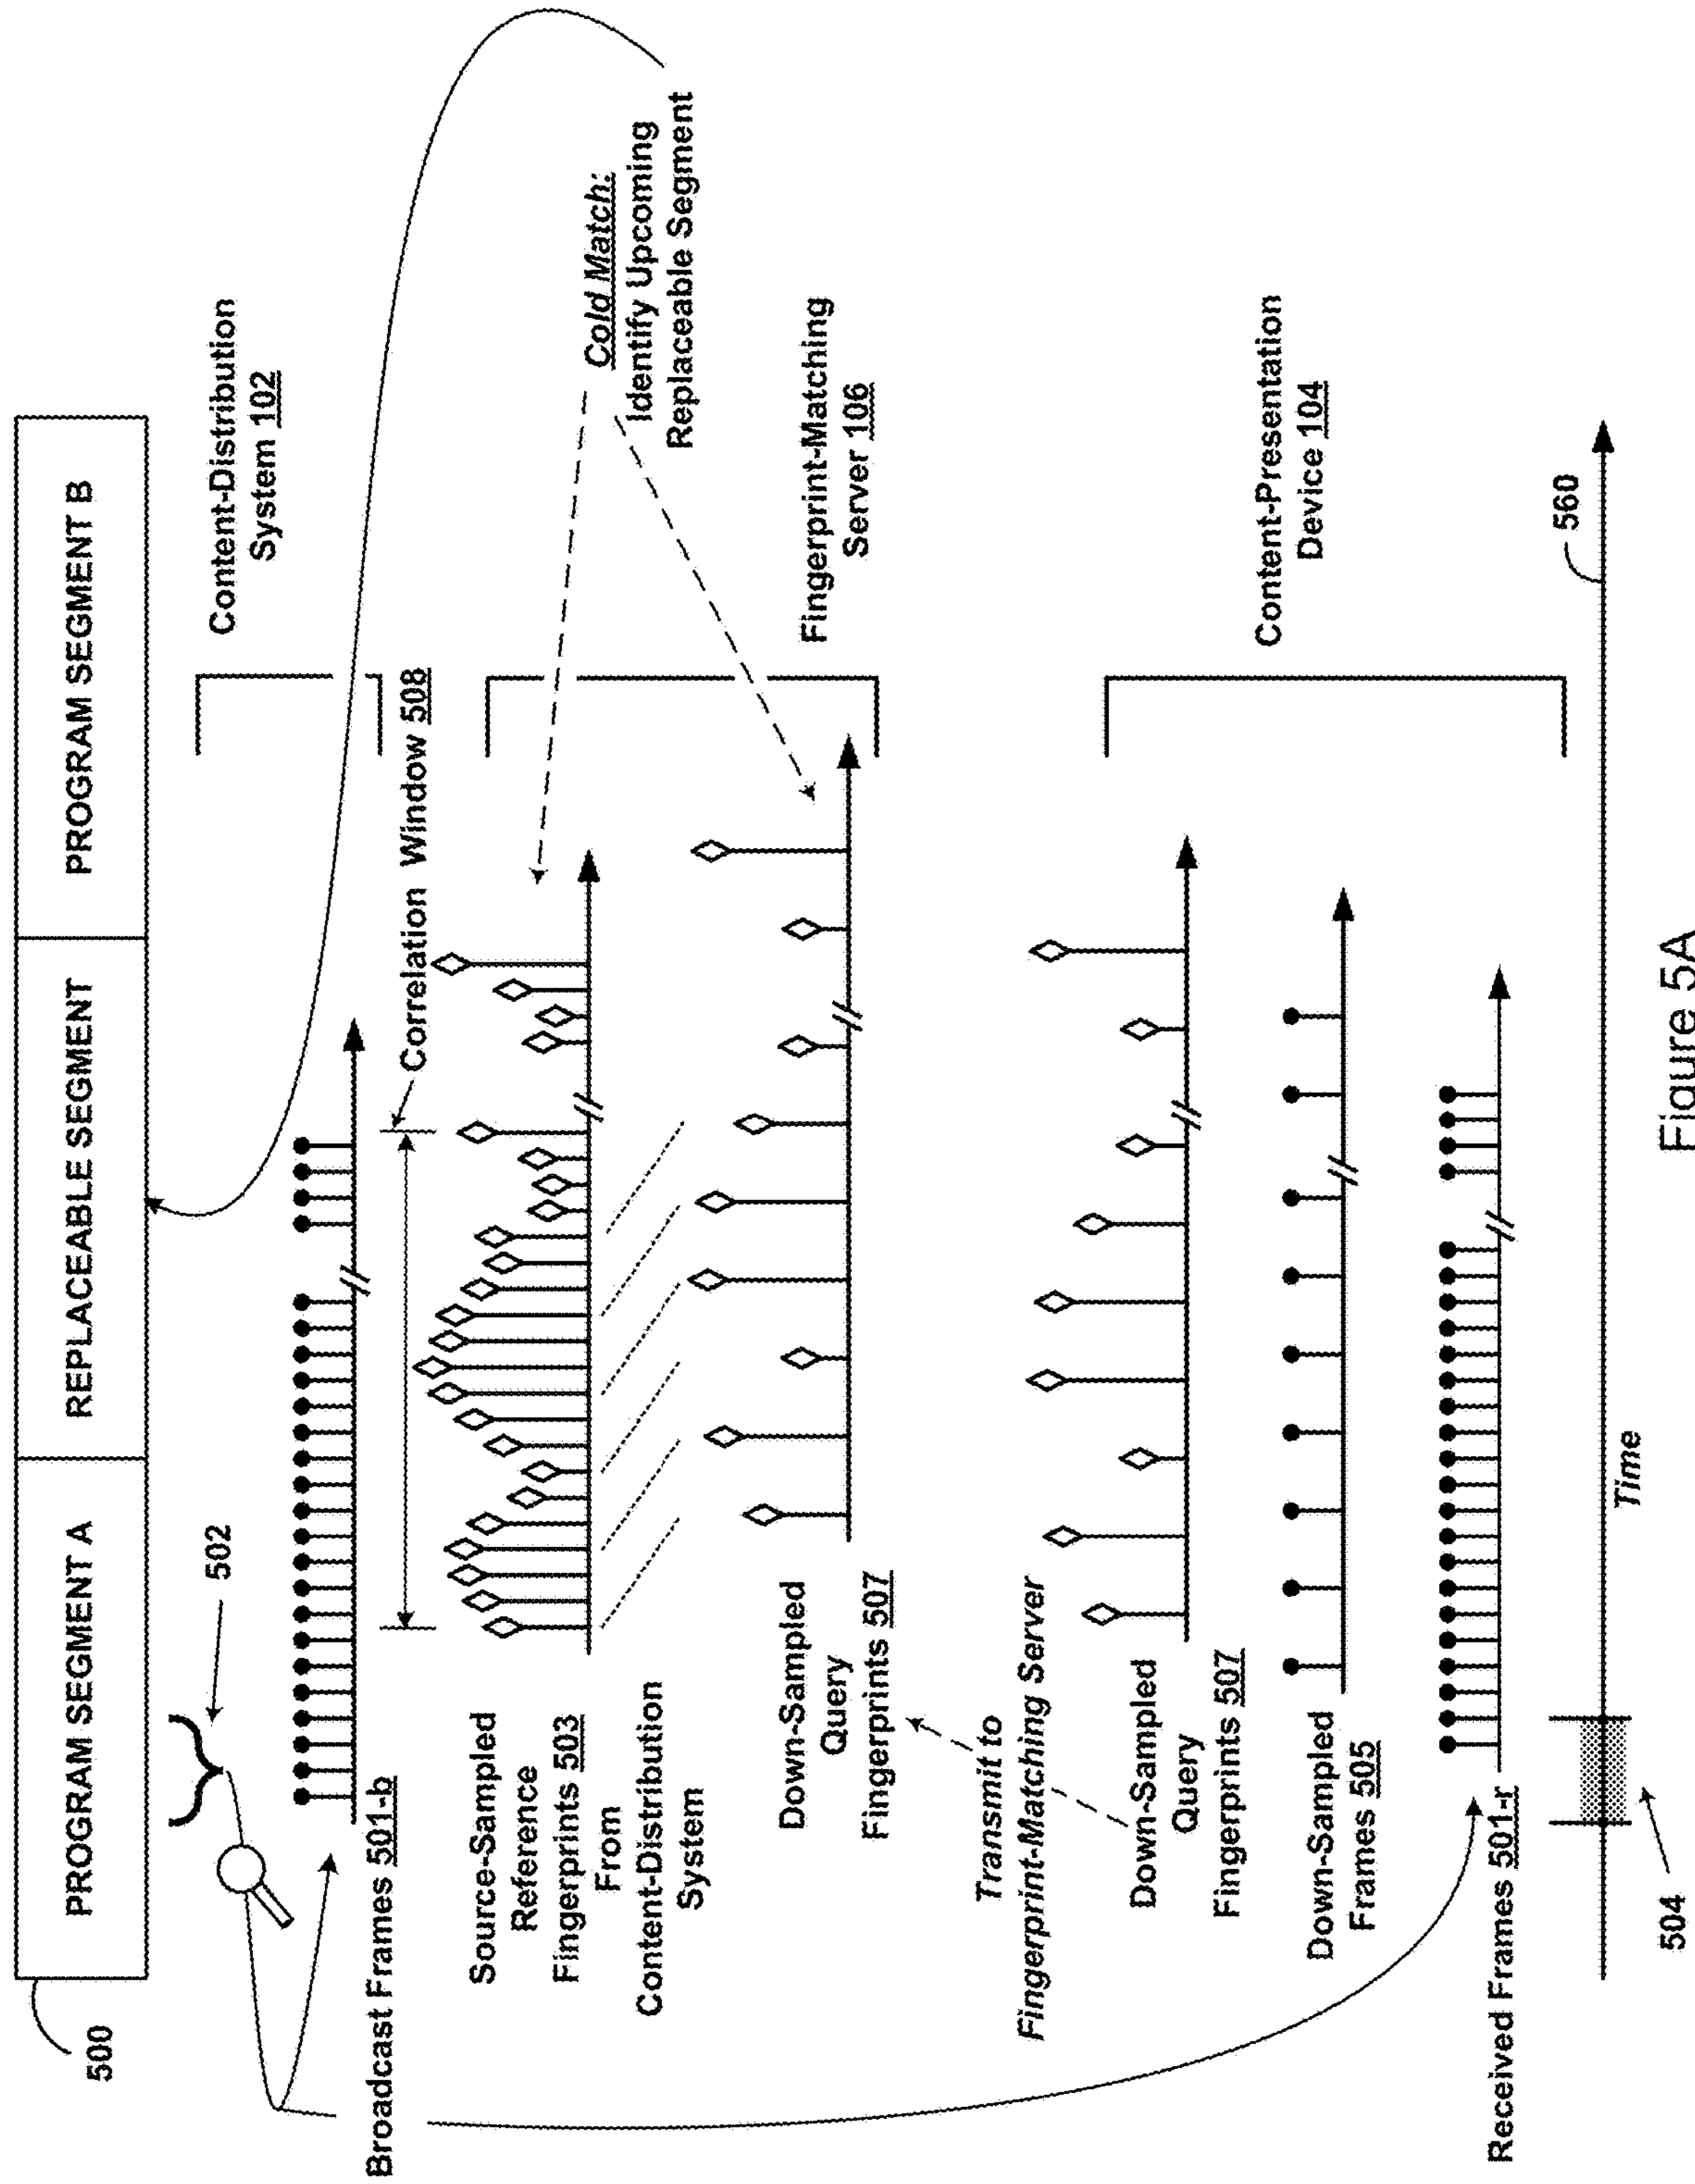 500
PROGRAM SEGMENT A
REPLACEABLE SEGMENT
PROGRAM SEGMENT B
502
Content-Distribution
System 102
Broadcast Frames 501-b
Correlation Window 508
Source-Sampled
Reference
Fingerprints 503
From
Content-Distribution
System
Cold Match:
Identify Upcoming
Replaceable Segment
Down-Sampled
Query
Fingerprints 507
Fingerprint-Matching
Server 106
Transmit to
Fingerprint-Matching Server
Down-Sampled
Query
Fingerprints 507
Down-Sampled
Frames 505
Content-Presentation
Device 104
Received Frames 501-r
560
Time
504
Figure 5A